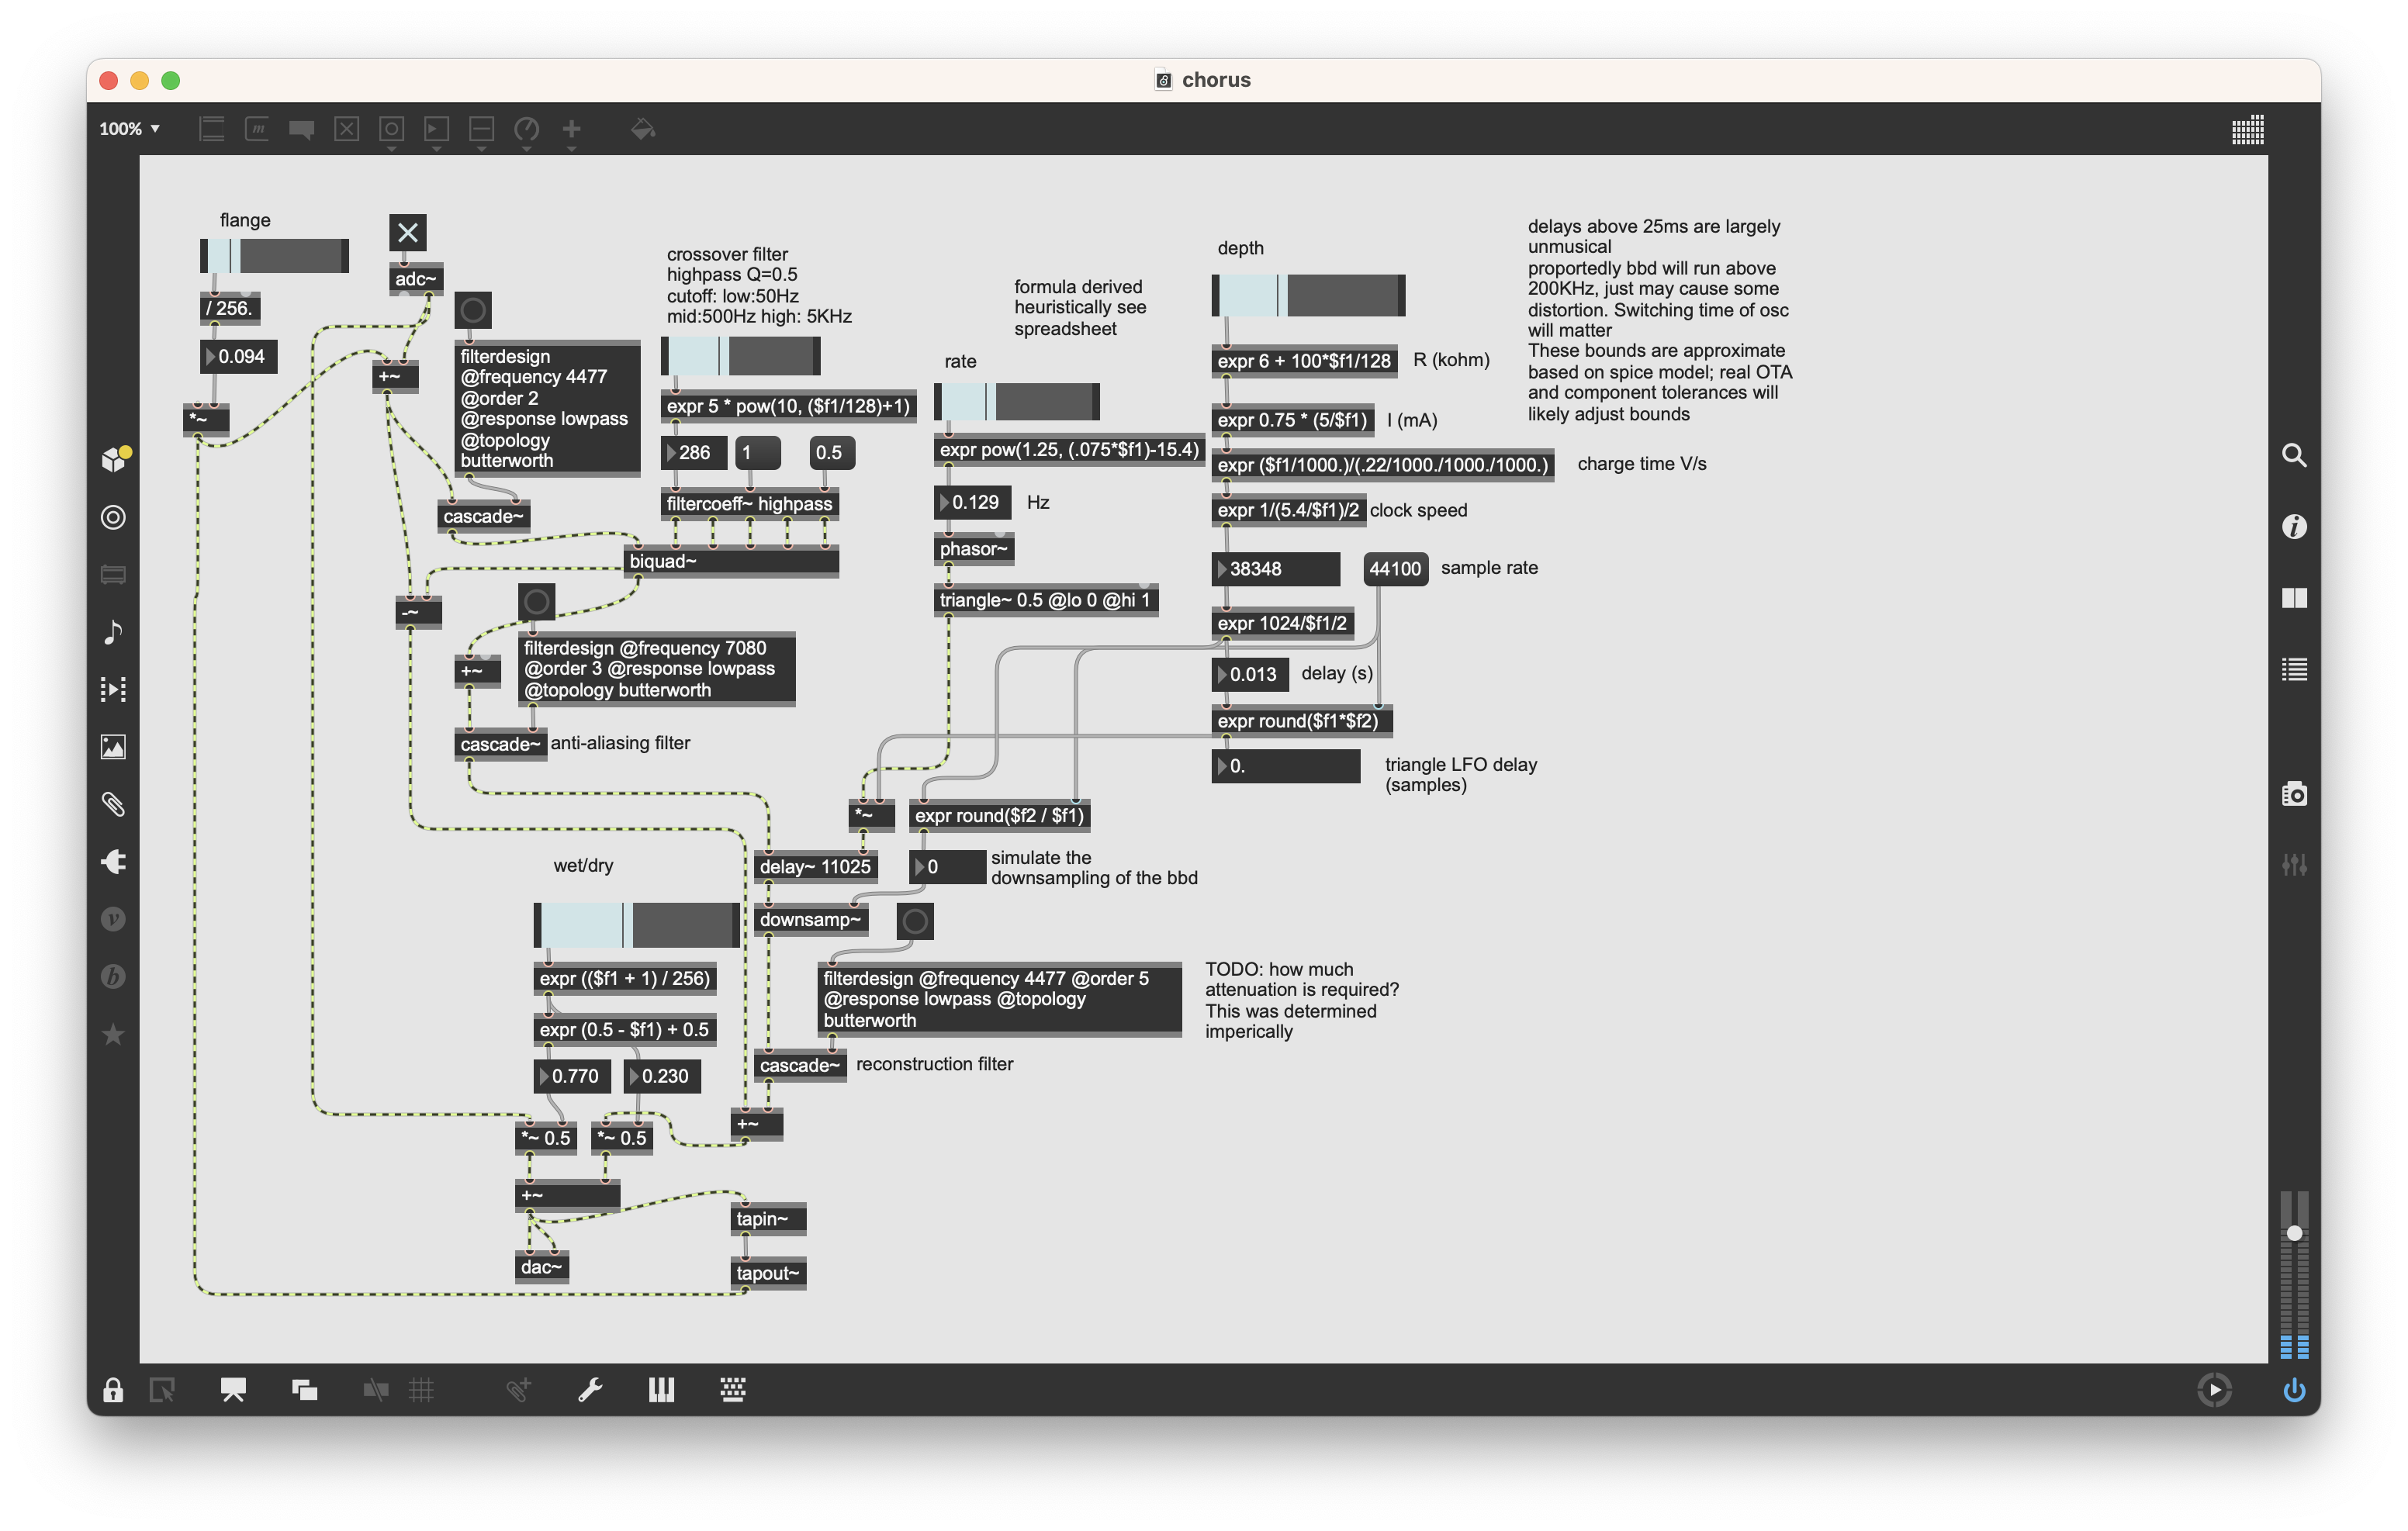 chorus
100%
flange
/ 256.
0.094
*~
adc~
+~
filterdesign
@frequency 4477
@order 2
@response lowpass
@topology
butterworth
cascade~
crossover filter
highpass Q=0.5
cutoff: low:50Hz
mid:500Hz high: 5KHz
expr 5 * pow(10, ($f1/128)+1)
286
1
0.5
filtercoeff~ highpass
biquad~
-~
+~
filterdesign @frequency 7080
@order 3 @response lowpass
@topology butterworth
cascade~
anti-aliasing filter
formula derived
heuristically see
spreadsheet
rate
expr pow(1.25, (.075*$f1)-15.4)
0.129
Hz
phasor~
triangle~ 0.5 @lo 0 @hi 1
depth
expr 6 + 100*$f1/128
R (kohm)
expr 0.75 * (5/$f1)
I (mA)
expr ($f1/1000.)/(.22/1000./1000./1000.)
charge time V/s
expr 1/(5.4/$f1)/2
clock speed
38348
44100
sample rate
expr 1024/$f1/2
0.013
delay (s)
expr round($f1*$f2)
0.
triangle LFO delay
(samples)
delays above 25ms are largely
unmusical
proportedly bbd will run above
200KHz, just may cause some
distortion. Switching time of osc
will matter
These bounds are approximate
based on spice model; real OTA
and component tolerances will
likely adjust bounds
*~
expr round($f2 / $f1)
delay~ 11025
0
simulate the
downsampling of the bbd
downsamp~
filterdesign @frequency 4477 @order 5
@response lowpass @topology
butterworth
TODO: how much
attenuation is required?
This was determined
imperically
cascade~
reconstruction filter
wet/dry
expr (($f1 + 1) / 256)
expr (0.5 - $f1) + 0.5
0.770
0.230
*~ 0.5
*~ 0.5
+~
+~
dac~
tapin~
tapout~